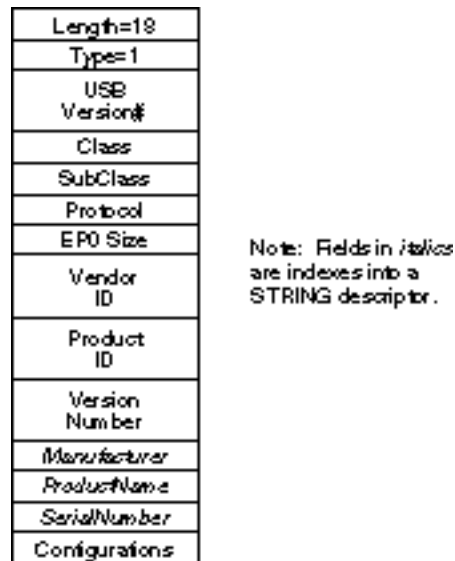 Length=18
Type=1
USB
Version#
Class
SubClass
Protocol
EP0 Size
Vendor
ID
Product
ID
Version
Number
Manufacturer
ProductName
SerialNumber
Configurations
Note: Fields in italics
are indexes into a
STRING descriptor.